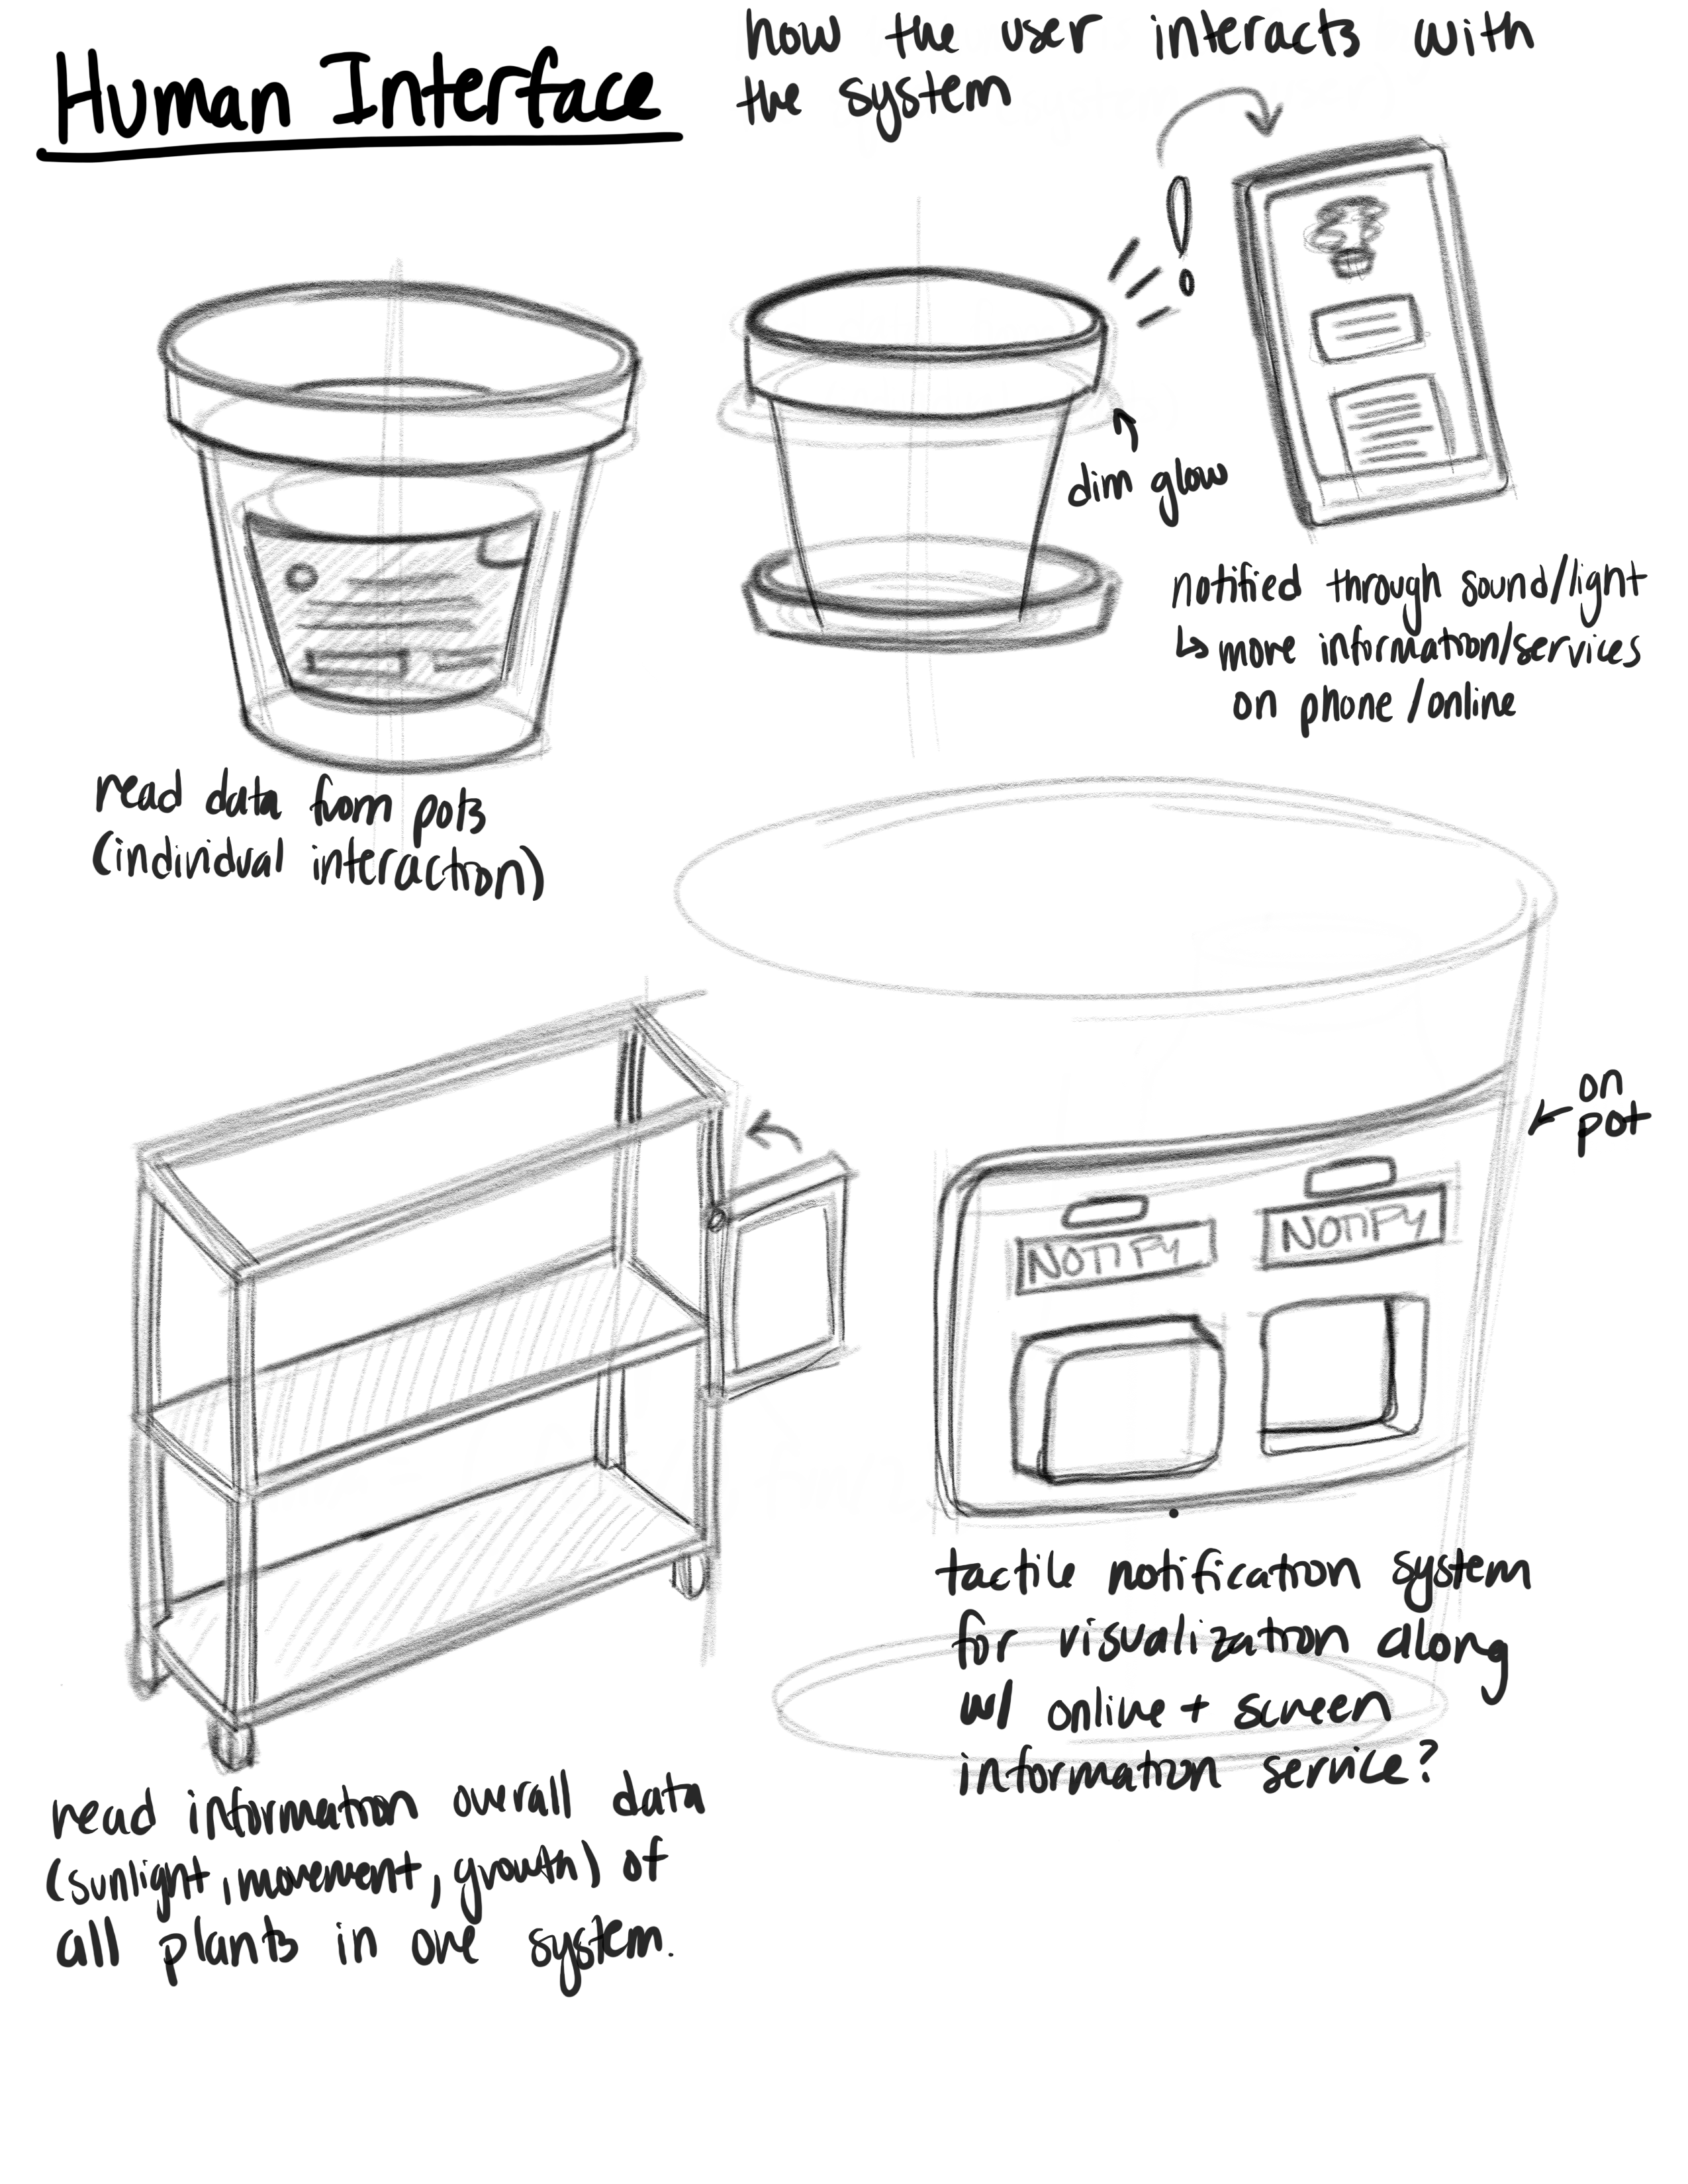 Human Interface
how the user interacts with
the system
dim glow
notified through sound/light
↳ more information/services
on phone/online
read data from pots
(individual interaction)
on
pot
NOTIFY
NOTIFY
tactile notification system
for visualization along
w/ online + screen
information service?
read information overall data
(sunlight, movement, growth) of
all plants in one system.